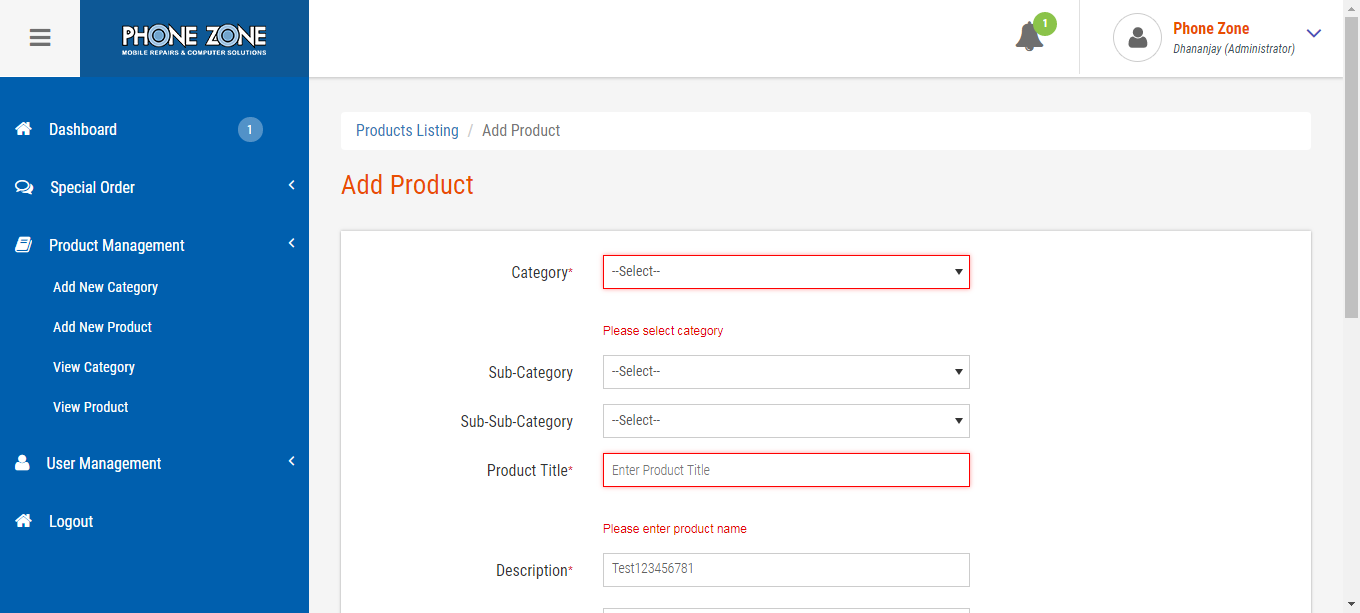 PHONE ZONE
MOBILE REPAIRS & COMPUTER SOLUTIONS
1
Phone Zone
Dhananjay (Administrator)
Dashboard 1
Special Order
Product Management
Add New Category
Add New Product
View Category
View Product
User Management
Logout
Products Listing / Add Product
Add Product
Category* --Select--
Please select category
Sub-Category --Select--
Sub-Sub-Category --Select--
Product Title* Enter Product Title
Please enter product name
Description* Test123456781